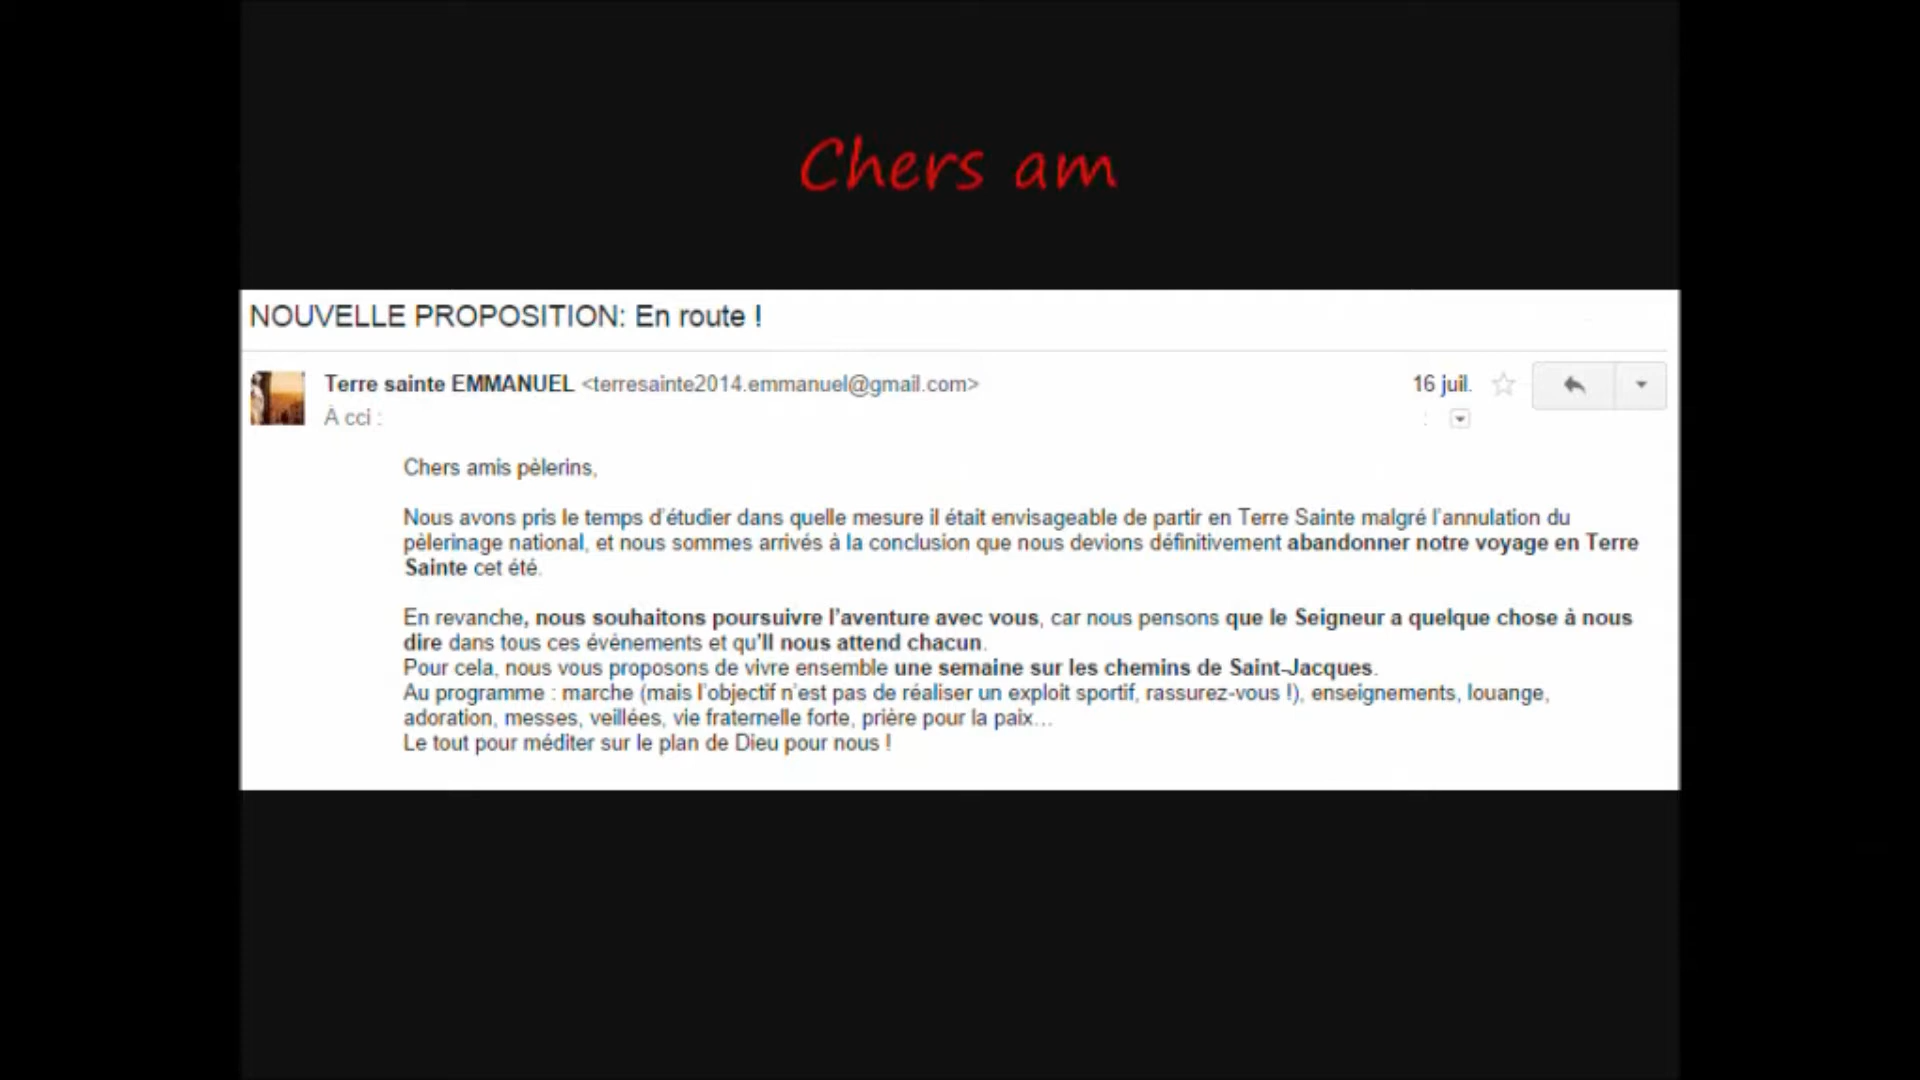 Chers am
NOUVELLE PROPOSITION: En route !
Terre sainte EMMANUEL <terresainte2014.emmanuel@gmail.com>
16 juil.
À cci :
Chers amis pèlerins,
Nous avons pris le temps d'étudier dans quelle mesure il était envisageable de partir en Terre Sainte malgré l'annulation du
pèlerinage national, et nous sommes arrivés à la conclusion que nous devions définitivement abandonner notre voyage en Terre
Sainte cet été.
En revanche, nous souhaitons poursuivre l'aventure avec vous, car nous pensons que le Seigneur a quelque chose à nous
dire dans tous ces évènements et qu'Il nous attend chacun.
Pour cela, nous vous proposons de vivre ensemble une semaine sur les chemins de Saint-Jacques.
Au programme : marche (mais l'objectif n'est pas de réaliser un exploit sportif, rassurez-vous !), enseignements, louange,
adoration, messes, veillées, vie fraternelle forte, prière pour la paix...
Le tout pour méditer sur le plan de Dieu pour nous !